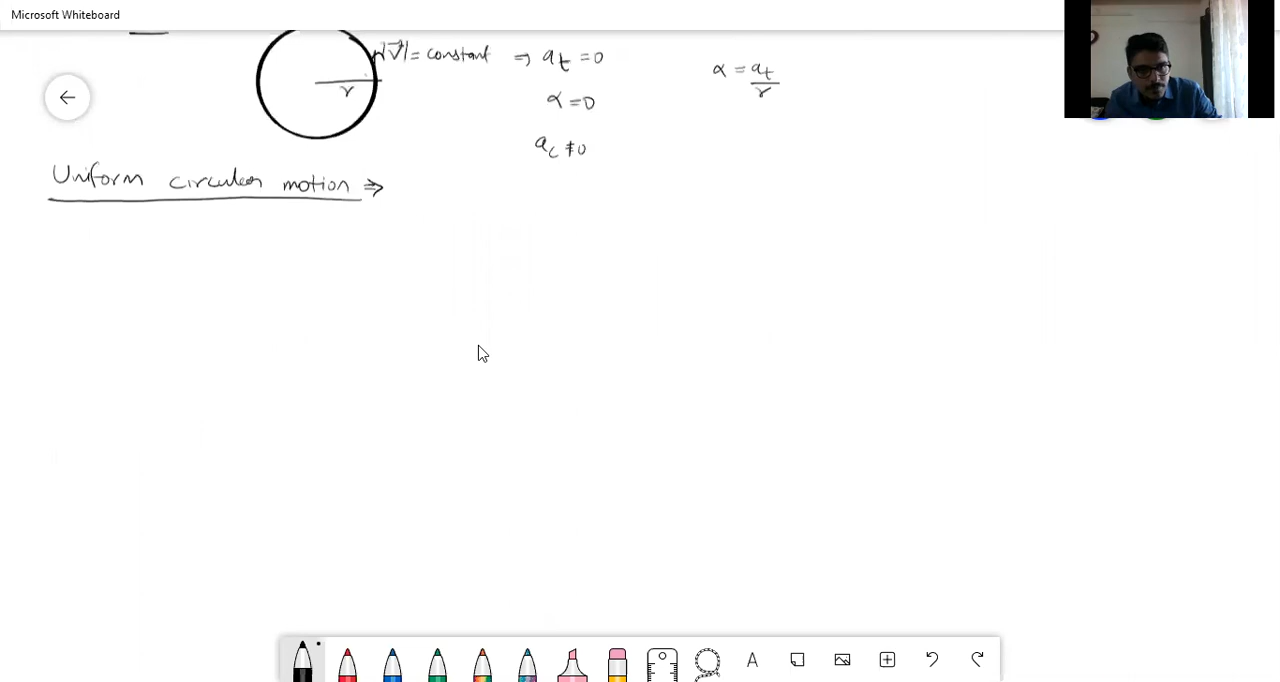 Microsoft Whiteboard
|v⃗| = constant ⇒ a_t = 0
α = a_t / r
r
α = 0
a_c ≠ 0
Uniform circular motion ⇒
A